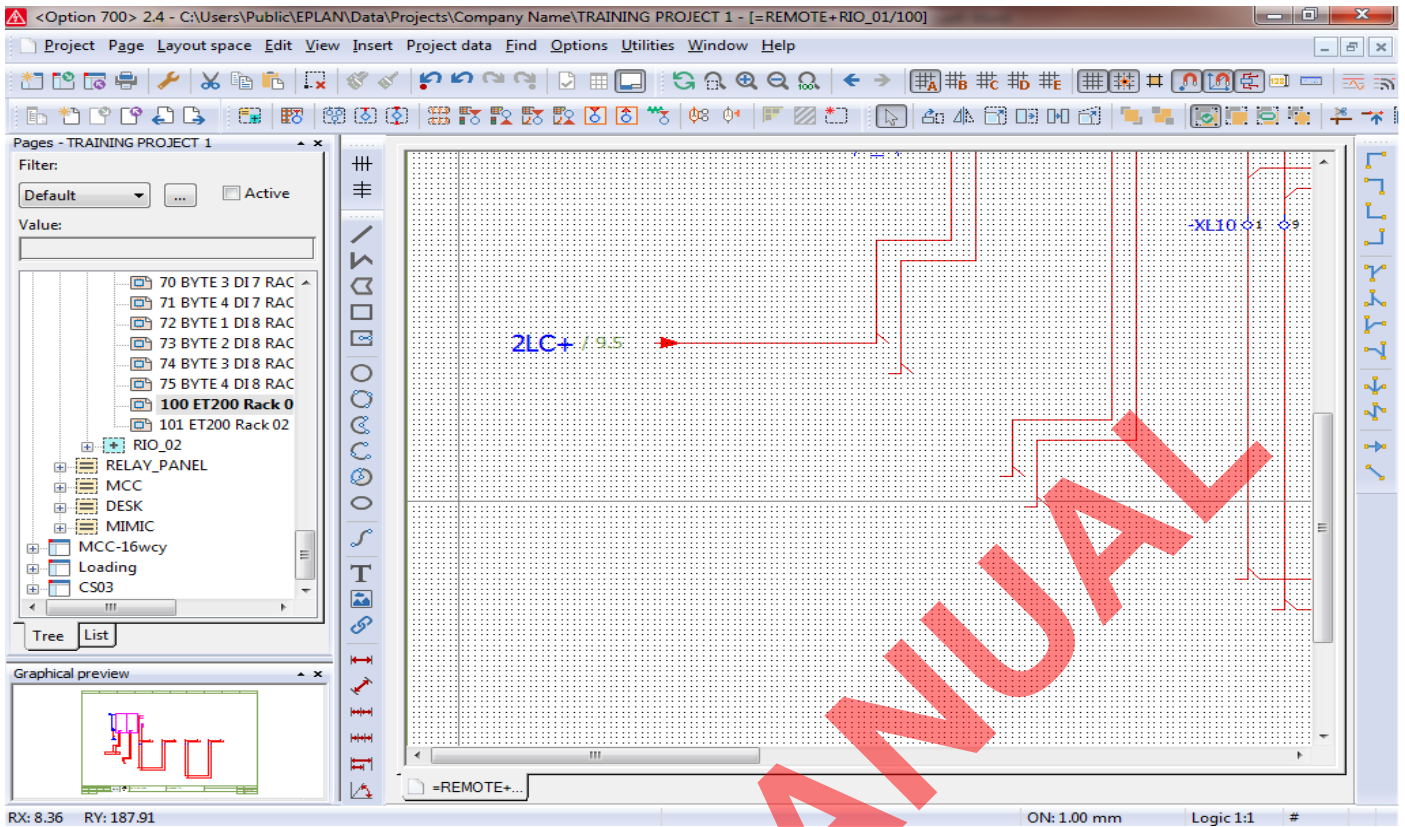 <Option 700> 2.4 - C:\Users\Public\EPLAN\Data\Projects\Company Name\TRAINING PROJECT 1 - [=REMOTE+RIO_01/100]
Project Page Layout space Edit View Insert Project data Find Options Utilities Window Help
100%
A B C D E
Pages - TRAINING PROJECT 1
Filter:
Default ... Active
Value:
70 BYTE 3 DI 7 RAC
71 BYTE 4 DI 7 RAC
72 BYTE 1 DI 8 RAC
73 BYTE 2 DI 8 RAC
74 BYTE 3 DI 8 RAC
75 BYTE 4 DI 8 RAC
100 ET200 Rack 0
101 ET200 Rack 02
RIO_02
RELAY_PANEL
MCC
DESK
MIMIC
MCC-16wcy
Loading
CS03
Tree List
Graphical preview
T
-XL10 1 9
2LC+ / 9.5
ANUAL
=REMOTE+...
RX: 8.36 RY: 187.91 ON: 1.00 mm Logic 1:1 #